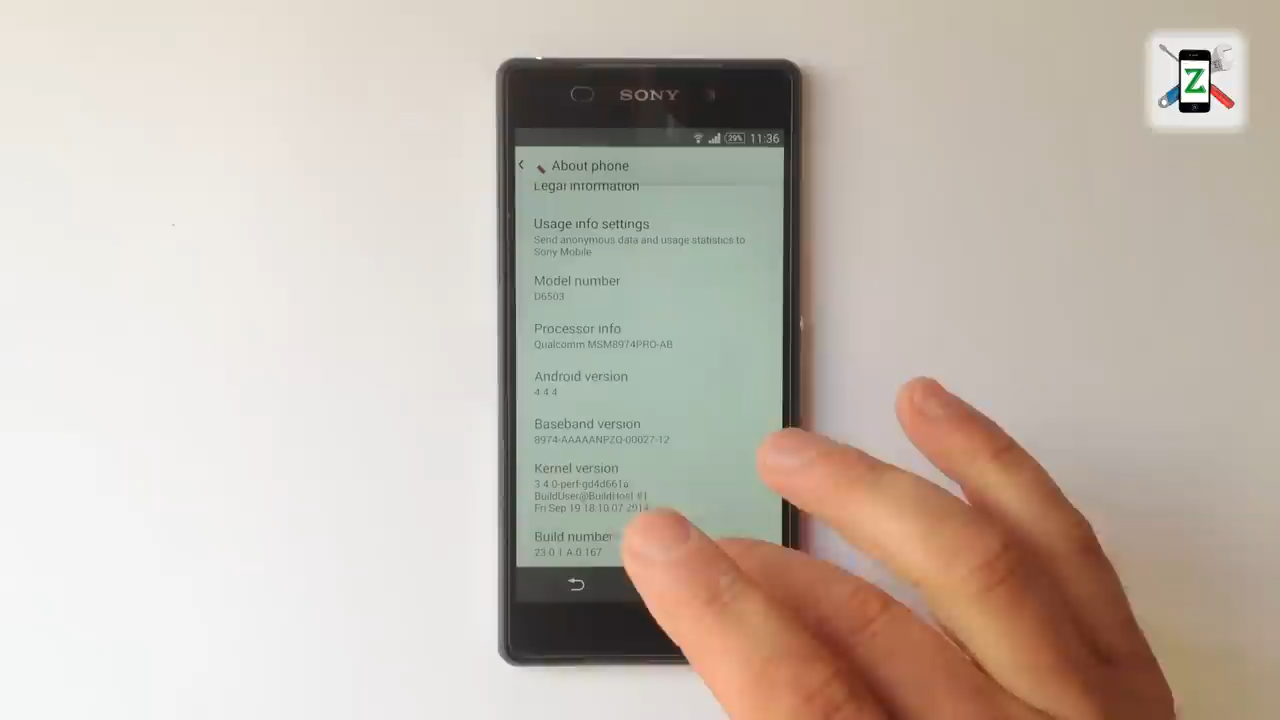 Z
SONY
29% 11:36
About phone
Legal information
Usage info settings
Send anonymous data and usage statistics to
Sony Mobile
Model number
D6503
Processor info
Qualcomm MSM8974PRO-AB
Android version
4.4.4
Baseband version
8974-AAAAANPZQ-00027-12
Kernel version
3.4.0-perf-gd4d661a
BuildUser@BuildHost #1
Fri Sep 19 18:10:07 2014
Build number
23.0.1.A.0.167